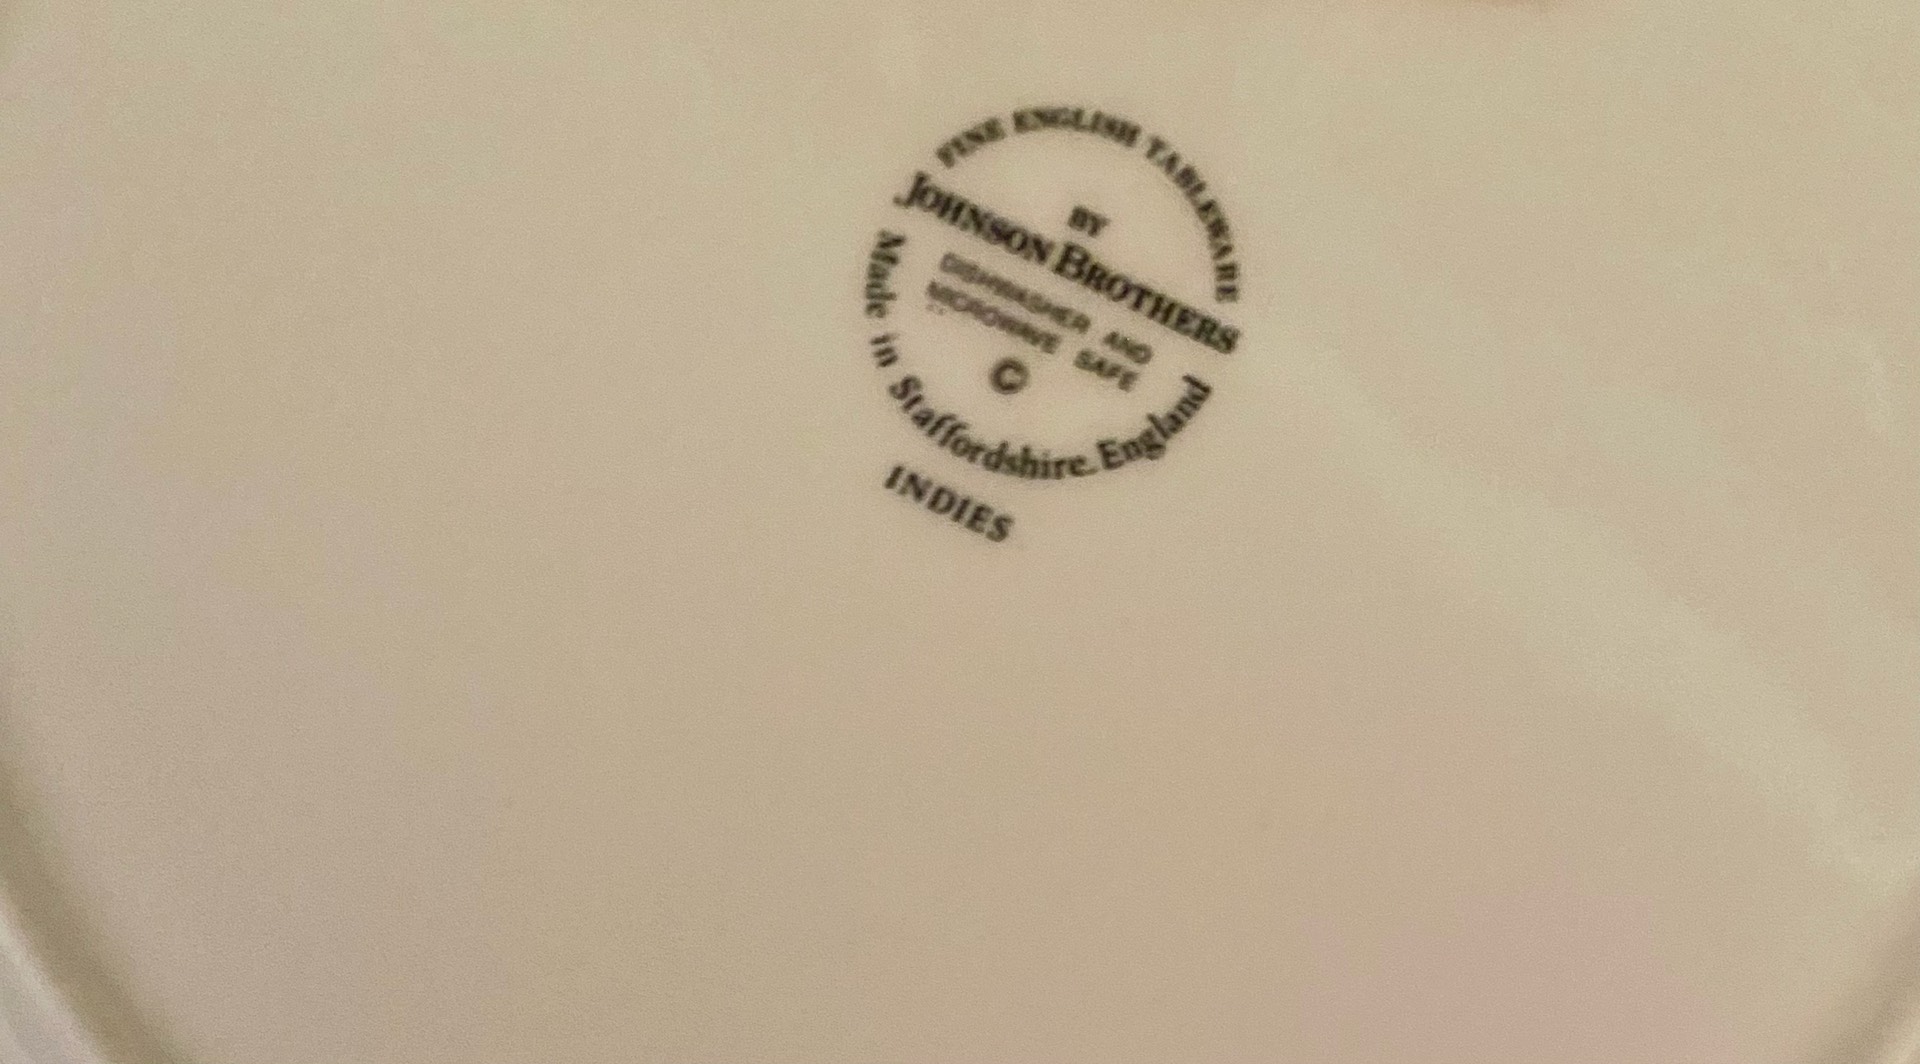 FINE ENGLISH TABLEWARE
BY
JOHNSON BROTHERS
DISHWASHER AND
MICROWAVE SAFE
©
Made in Staffordshire. England
INDIES